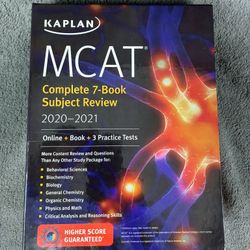 KAPLAN
MCAT®
Complete 7-Book
Subject Review
2020–2021
Online + Book + 3 Practice Tests
More Content Review and Questions
Than Any Other Study Package for:
• Behavioral Sciences
• Biochemistry
• Biology
• General Chemistry
• Organic Chemistry
• Physics and Math
• Critical Analysis and Reasoning Skills
HIGHER SCORE
GUARANTEED